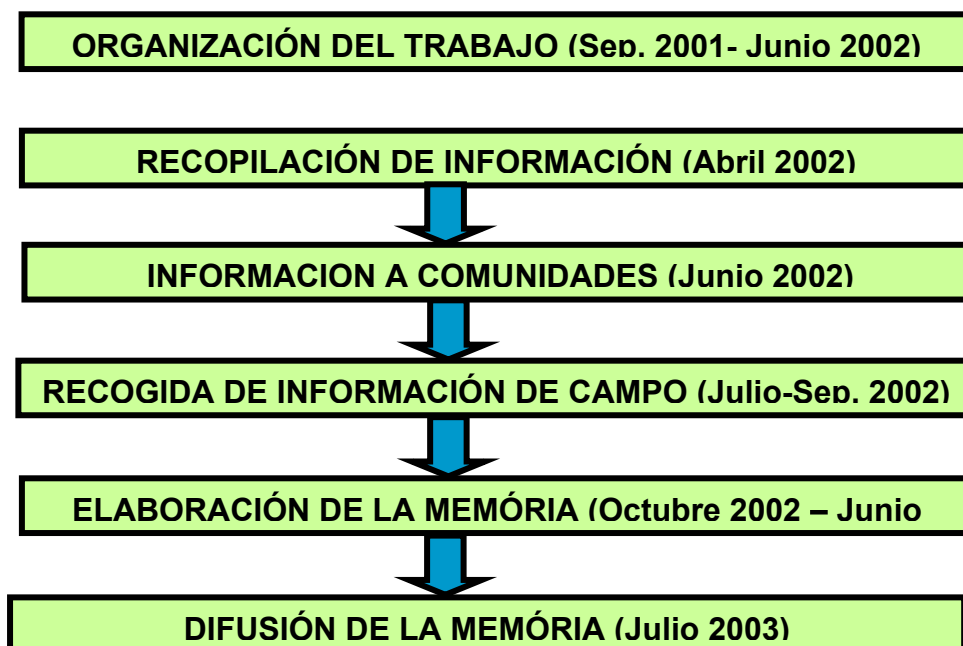 ORGANIZACIÓN DEL TRABAJO (Sep. 2001- Junio 2002)
RECOPILACIÓN DE INFORMACIÓN (Abril 2002)
INFORMACION A COMUNIDADES (Junio 2002)
RECOGIDA DE INFORMACIÓN DE CAMPO (Julio-Sep. 2002)
ELABORACIÓN DE LA MEMÓRIA (Octubre 2002 – Junio
DIFUSIÓN DE LA MEMÓRIA (Julio 2003)